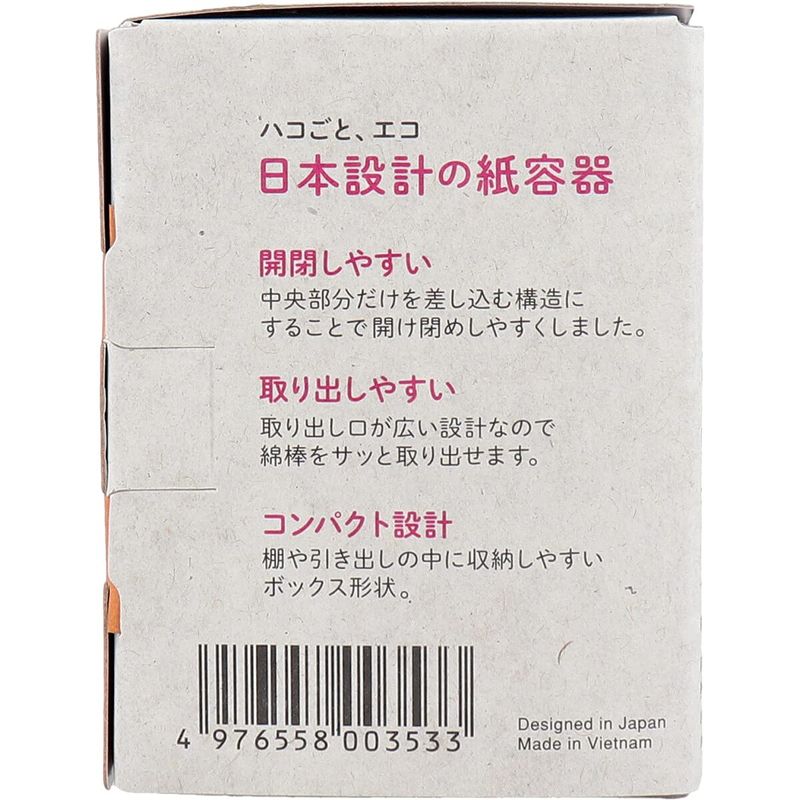 ハコごと、エコ
日本設計の紙容器
開閉しやすい
中央部分だけを差し込む構造に
することで開け閉めしやすくしました。
取り出しやすい
取り出し口が広い設計なので
綿棒をサッと取り出せます。
コンパクト設計
棚や引き出しの中に収納しやすい
ボックス形状。
4 976558 003533
Designed in Japan
Made in Vietnam